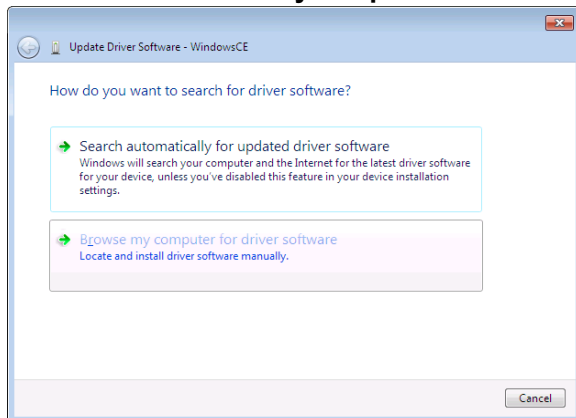 Update Driver Software - WindowsCE
How do you want to search for driver software?
Search automatically for updated driver software
Windows will search your computer and the Internet for the latest driver software
for your device, unless you've disabled this feature in your device installation
settings.
Browse my computer for driver software
Locate and install driver software manually.
Cancel